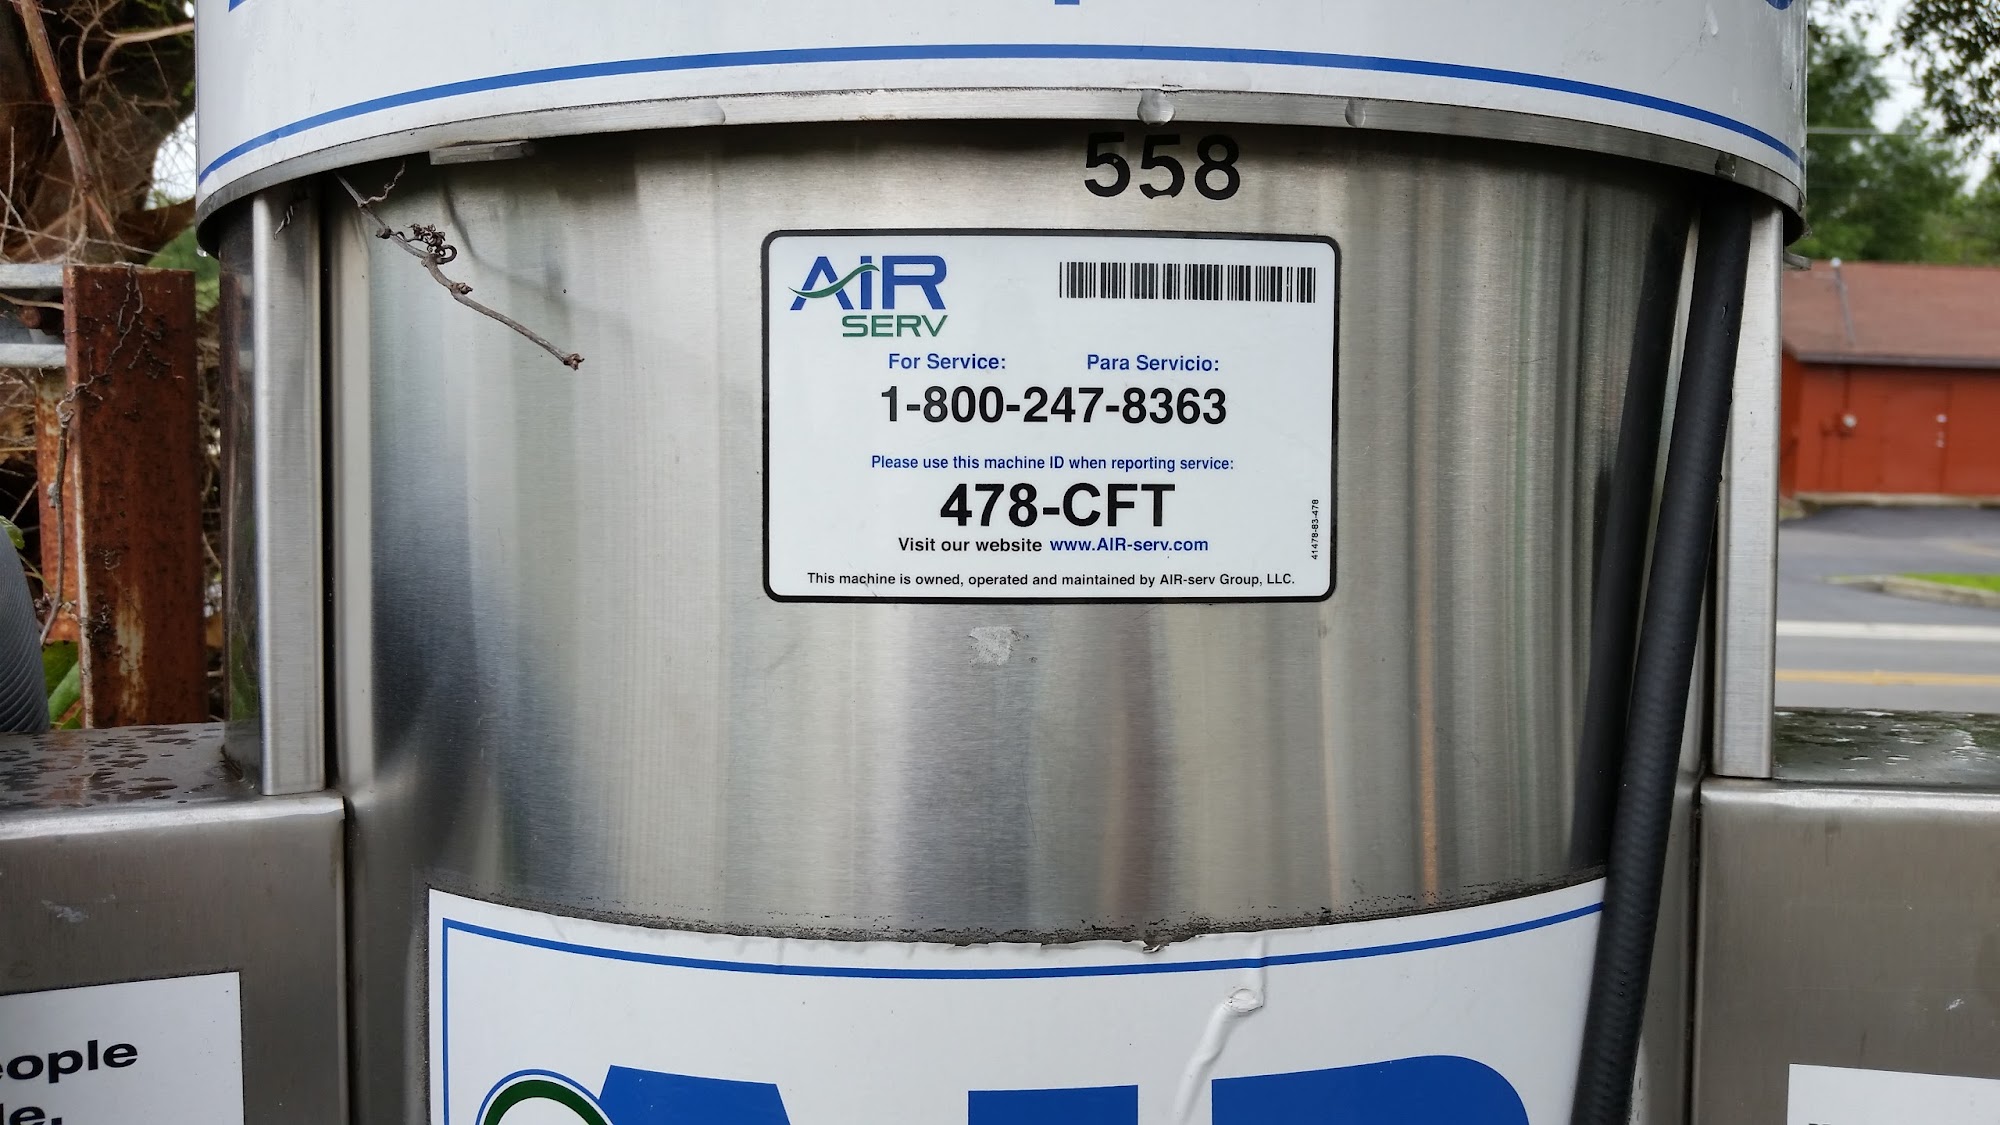 558
AIR
SERV
For Service: Para Servicio:
1-800-247-8363
Please use this machine ID when reporting service:
478-CFT
Visit our website www.AIR-serv.com
This machine is owned, operated and maintained by AIR-serv Group, LLC.
41478-83-478
AIR